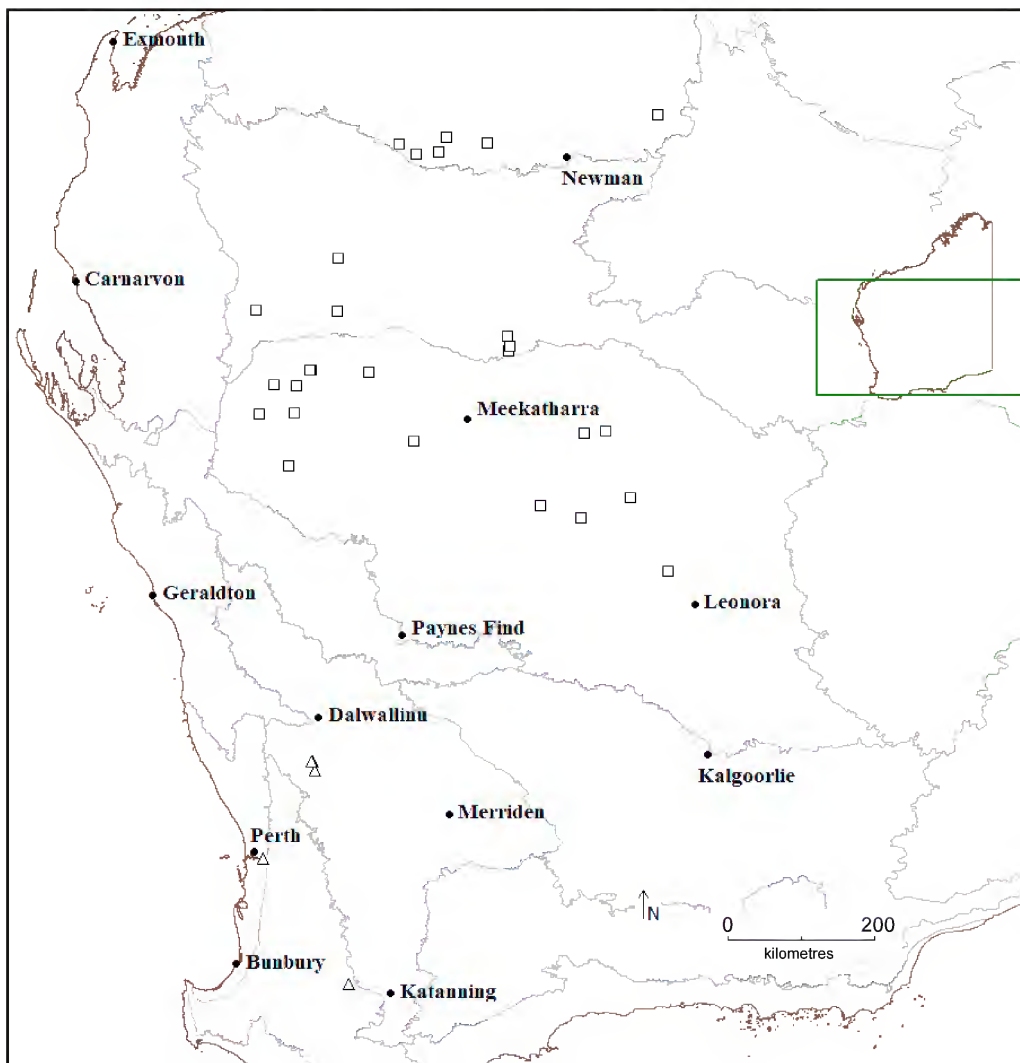 Exmouth
Newman
Carnarvon
Meekatharra
Geraldton
Leonora
Paynes Find
Dalwallinu
Kalgoorlie
Merriden
Perth
N
0 200
kilometres
Bunbury
Katanning